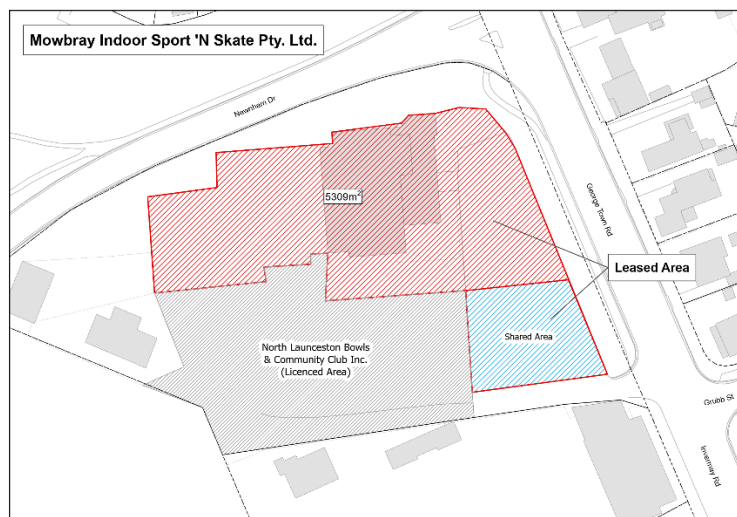 Mowbray Indoor Sport 'N Skate Pty. Ltd.
Newnham Dr
5309m²
George Town Rd
Leased Area
Shared Area
North Launceston Bowls
& Community Club Inc.
(Licenced Area)
Grubb St
Invermay Rd